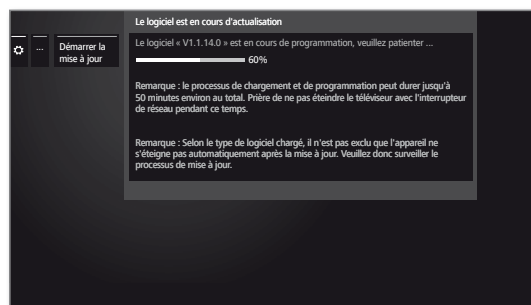 Le logiciel est en cours d'actualisation
...
Démarrer la
mise à jour
Le logiciel « V1.1.14.0 » est en cours de programmation, veuillez patienter ...
60%
Remarque : le processus de chargement et de programmation peut durer jusqu'à
50 minutes environ au total. Prière de ne pas éteindre le téléviseur avec l'interrupteur
de réseau pendant ce temps.
Remarque : Selon le type de logiciel chargé, il n'est pas exclu que l'appareil ne
s'éteigne pas automatiquement après la mise à jour. Veuillez donc surveiller le
processus de mise à jour.